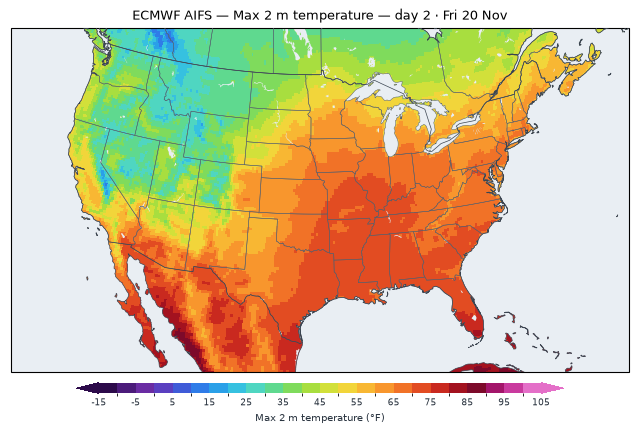 ECMWF AIFS — Max 2 m temperature — day 2 · Fri 20 Nov
-15 -5 5 15 25 35 45 55 65 75 85 95 105
Max 2 m temperature (°F)